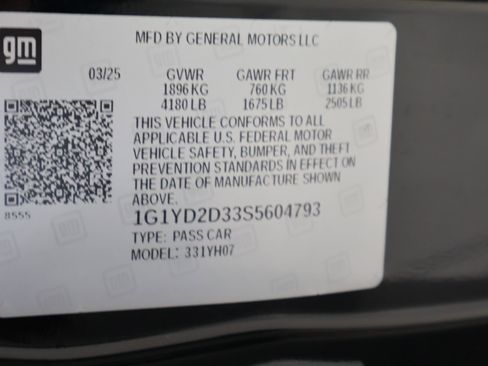 gm
MFD BY GENERAL MOTORS LLC
03/25 GVWR GAWR FRT GAWR RR
1896 KG 760 KG 1136 KG
4180 LB 1675 LB 2505 LB
THIS VEHICLE CONFORMS TO ALL
APPLICABLE U.S. FEDERAL MOTOR
VEHICLE SAFETY, BUMPER, AND THEFT
PREVENTION STANDARDS IN EFFECT ON
THE DATE OF MANUFACTURE SHOWN
ABOVE.
8555
1G1YD2D33S5604793
TYPE: PASS CAR
MODEL: 331YH07